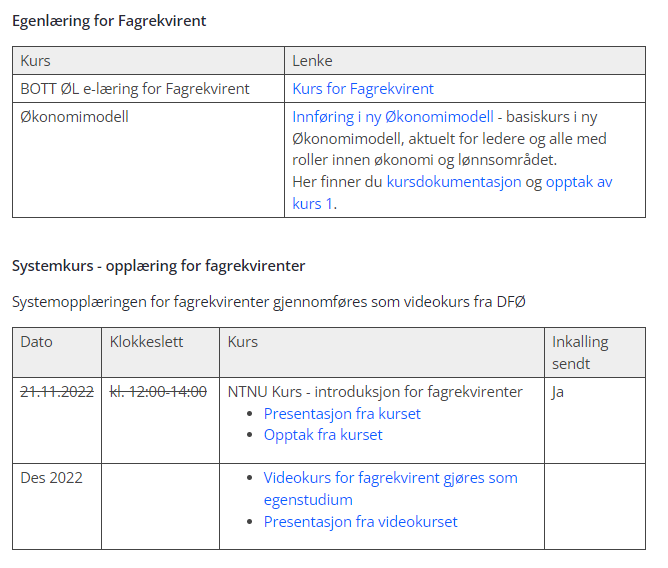 Egenlæring for Fagrekvirent
Kurs
Lenke
BOTT ØL e-læring for Fagrekvirent
Kurs for Fagrekvirent
Økonomimodell
Innføring i ny Økonomimodell - basiskurs i ny
Økonomimodell, aktuelt for ledere og alle med
roller innen økonomi og lønnsområdet.
Her finner du kursdokumentasjon og opptak av
kurs 1.
Systemkurs - opplæring for fagrekvirenter
Systemopplæringen for fagrekvirenter gjennomføres som videokurs fra DFØ
Dato
Klokkeslett
Kurs
Inkalling
sendt
21.11.2022
kl. 12:00-14:00
NTNU Kurs - introduksjon for fagrekvirenter
Presentasjon fra kurset
Opptak fra kurset
Ja
Des 2022
Videokurs for fagrekvirent gjøres som
egenstudium
Presentasjon fra videokurset